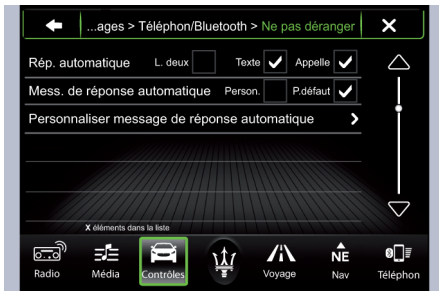 ...ages > Téléphon/Bluetooth > Ne pas déranger
Rép. automatique L. deux Texte Appelle
Mess. de réponse automatique Person. P.défaut
Personnaliser message de réponse automatique
X éléments dans la liste
Radio Média Contrôles Voyage NE Nav Téléphon